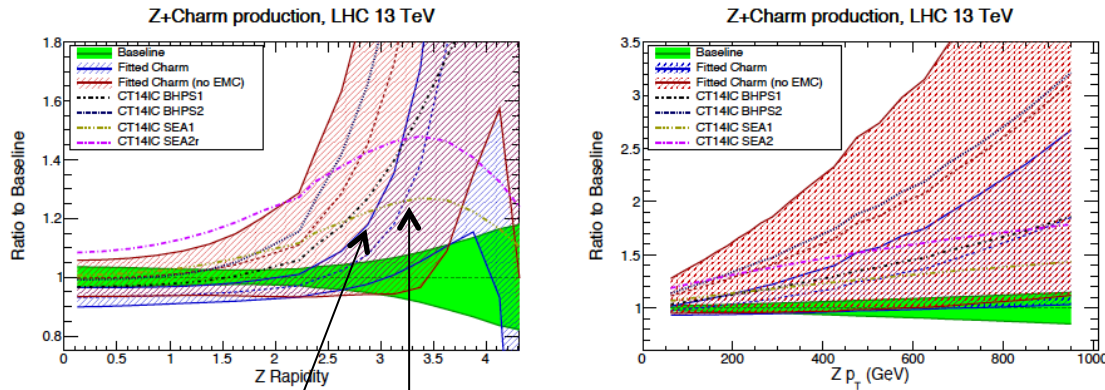 Z+Charm production, LHC 13 TeV
Ratio to Baseline
1.8
1.6
1.4
1.2
1
0.8
Baseline
Fitted Charm
Fitted Charm (no EMC)
CT14IC BHPS1
CT14IC BHPS2
CT14IC SEA1
CT14IC SEA2r
0 0.5 1 1.5 2 2.5 3 3.5 4
Z Rapidity
Z+Charm production, LHC 13 TeV
Ratio to Baseline
3.5
3
2.5
2
1.5
1
Baseline
Fitted Charm
Fitted Charm (no EMC)
CT14IC BHPS1
CT14IC BHPS2
CT14IC SEA1
CT14IC SEA2
0 200 400 600 800 1000
Z pT (GeV)